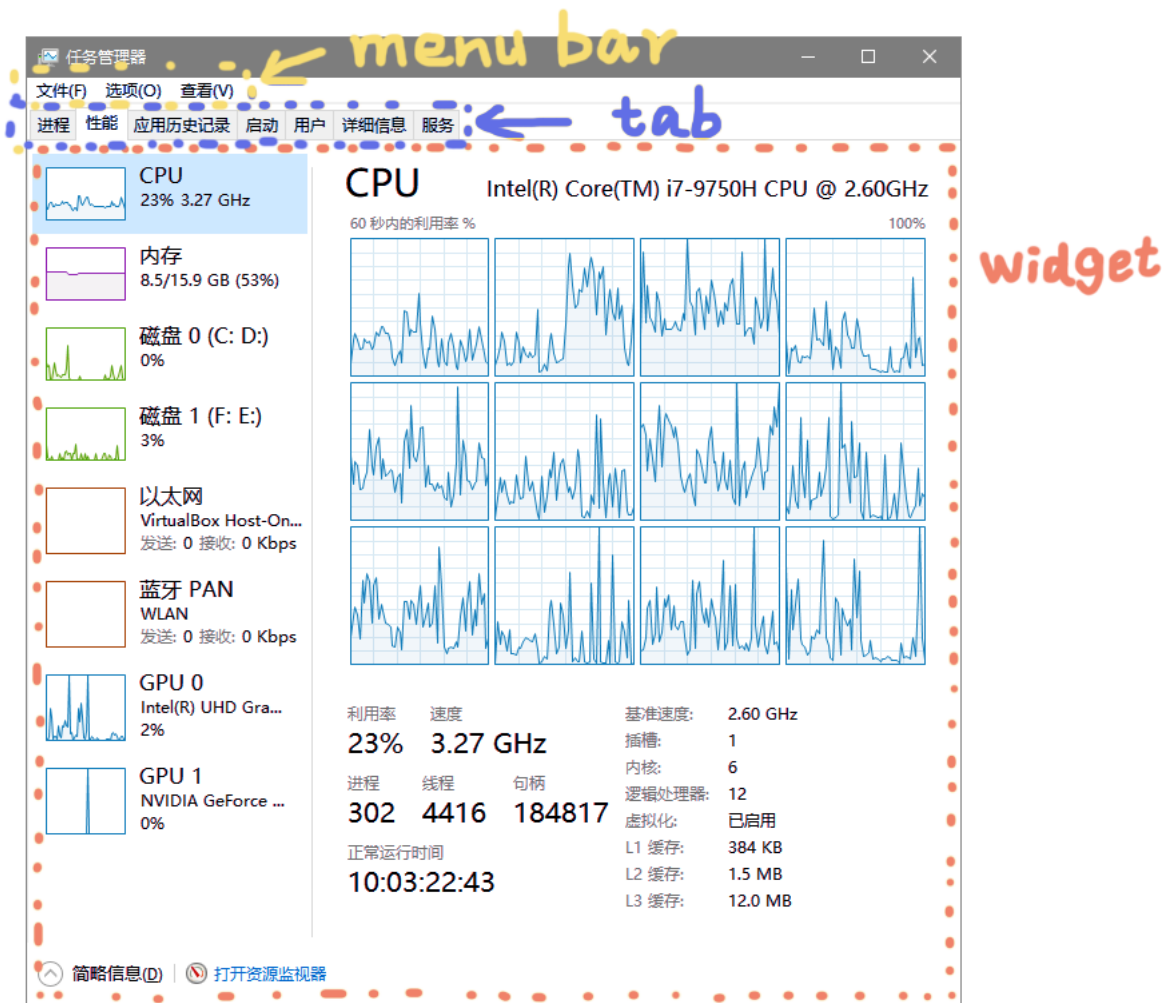 menu bar
任务管理器
文件(F) 选项(O) 查看(V)
tab
进程 性能 应用历史记录 启动 用户 详细信息 服务
widget
CPU
23% 3.27 GHz
内存
8.5/15.9 GB (53%)
磁盘 0 (C: D:)
0%
磁盘 1 (F: E:)
3%
以太网
VirtualBox Host-On...
发送: 0 接收: 0 Kbps
蓝牙 PAN
WLAN
发送: 0 接收: 0 Kbps
GPU 0
Intel(R) UHD Gra...
2%
GPU 1
NVIDIA GeForce ...
0%
CPU Intel(R) Core(TM) i7-9750H CPU @ 2.60GHz
60 秒内的利用率 % 100%
利用率 速度
23% 3.27 GHz
进程 线程 句柄
302 4416 184817
正常运行时间
10:03:22:43
基准速度: 2.60 GHz
插槽: 1
内核: 6
逻辑处理器: 12
虚拟化: 已启用
L1 缓存: 384 KB
L2 缓存: 1.5 MB
L3 缓存: 12.0 MB
简略信息(D) 打开资源监视器